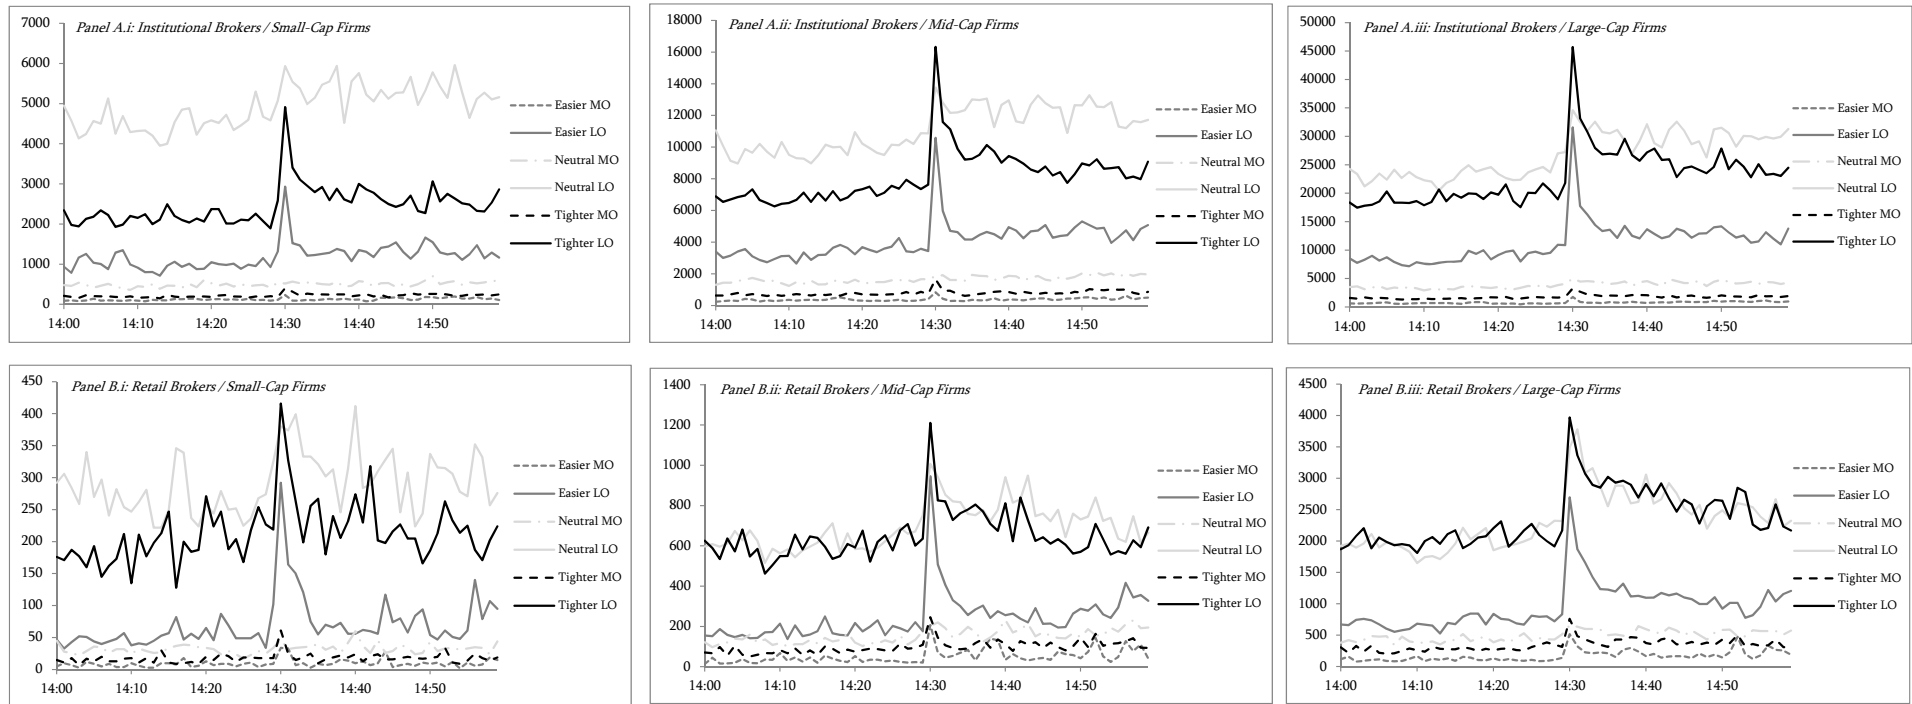 Panel A.i: Institutional Brokers / Small-Cap Firms
7000
6000
5000
4000
3000
2000
1000
0
14:00 14:10 14:20 14:30 14:40 14:50
Easier MO
Easier LO
Neutral MO
Neutral LO
Tighter MO
Tighter LO
Panel A.ii: Institutional Brokers / Mid-Cap Firms
18000
16000
14000
12000
10000
8000
6000
4000
2000
0
14:00 14:10 14:20 14:30 14:40 14:50
Easier MO
Easier LO
Neutral MO
Neutral LO
Tighter MO
Tighter LO
Panel A.iii: Institutional Brokers / Large-Cap Firms
50000
45000
40000
35000
30000
25000
20000
15000
10000
5000
0
14:00 14:10 14:20 14:30 14:40 14:50
Easier MO
Easier LO
Neutral MO
Neutral LO
Tighter MO
Tighter LO
Panel B.i: Retail Brokers / Small-Cap Firms
450
400
350
300
250
200
150
100
50
0
14:00 14:10 14:20 14:30 14:40 14:50
Easier MO
Easier LO
Neutral MO
Neutral LO
Tighter MO
Tighter LO
Panel B.ii: Retail Brokers / Mid-Cap Firms
1400
1200
1000
800
600
400
200
0
14:00 14:10 14:20 14:30 14:40 14:50
Easier MO
Easier LO
Neutral MO
Neutral LO
Tighter MO
Tighter LO
Panel B.iii: Retail Brokers / Large-Cap Firms
4500
4000
3500
3000
2500
2000
1500
1000
500
0
14:00 14:10 14:20 14:30 14:40 14:50
Easier MO
Easier LO
Neutral MO
Neutral LO
Tighter MO
Tighter LO